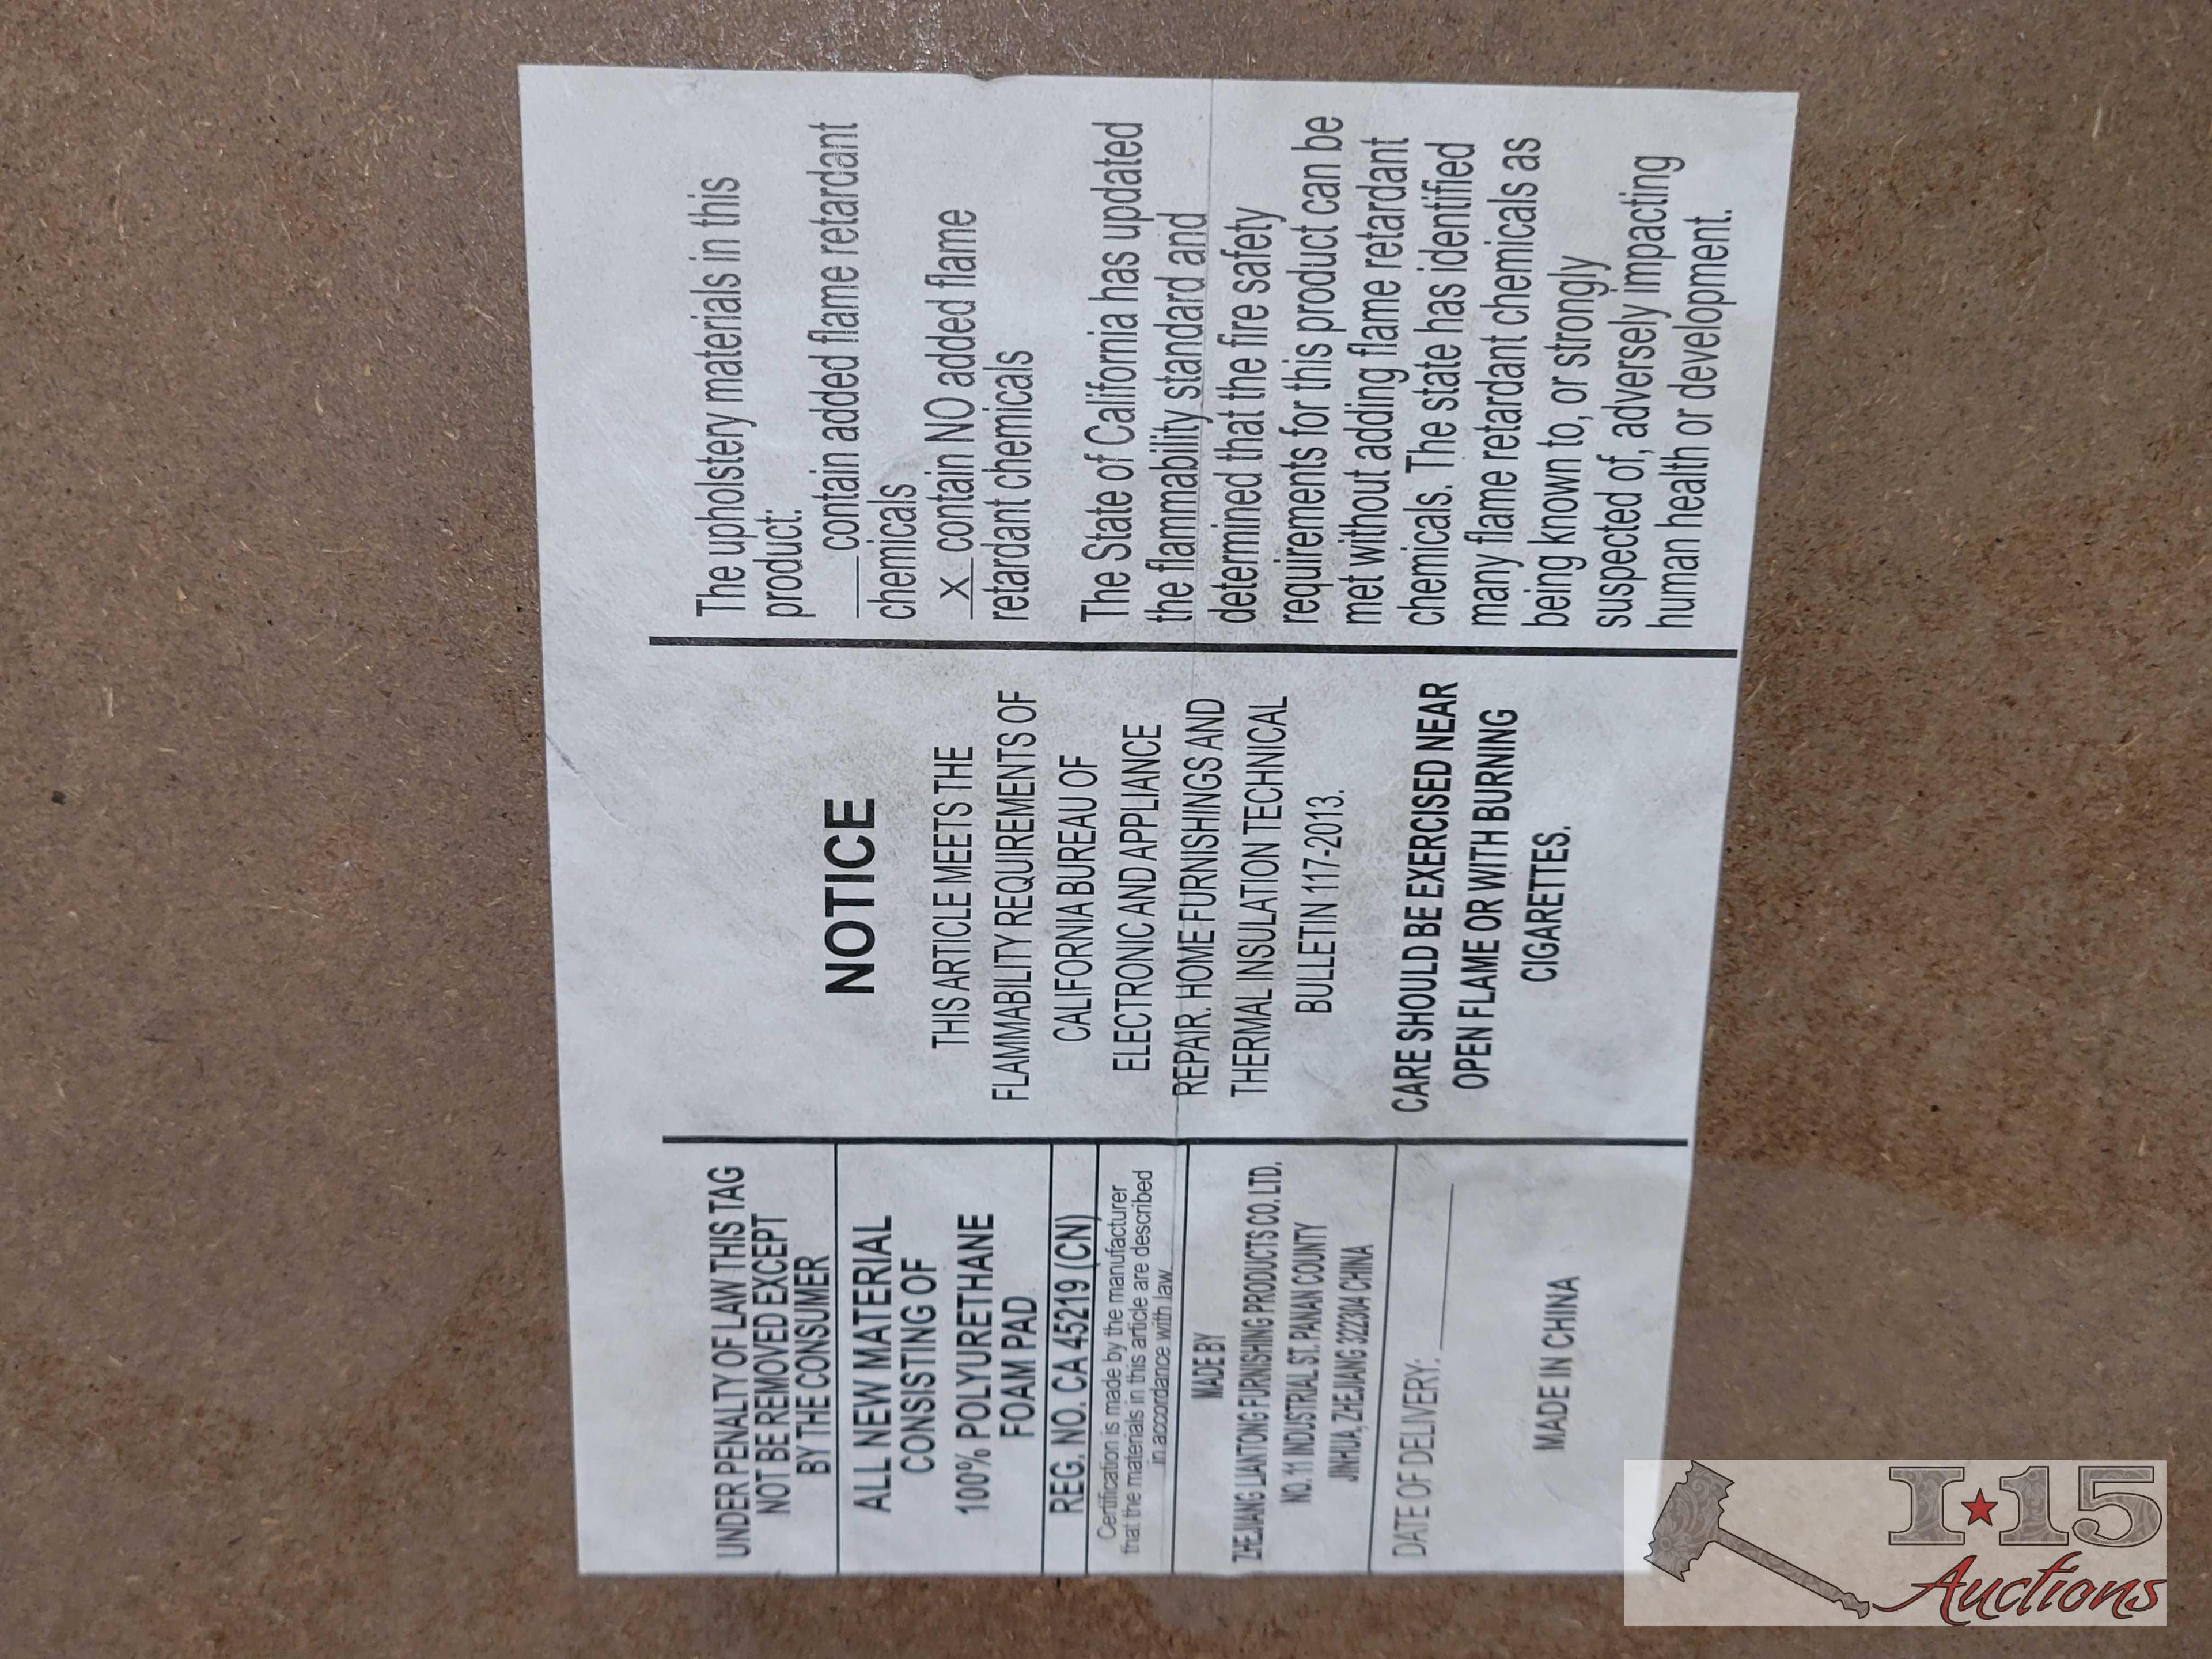 UNDER PENALTY OF LAW THIS TAG
NOT BE REMOVED EXCEPT
BY THE CONSUMER
ALL NEW MATERIAL
CONSISTING OF
100% POLYURETHANE
FOAM PAD
REG. NO. CA 45219 (CN)
Certification is made by the manufacturer
that the materials in this article are described
in accordance with law.
MADE BY
ZHEJIANG LIANTONG FURNISHING PRODUCTS CO. LTD.
NO. 11 INDUSTRIAL ST. PANAN COUNTY
JINHUA, ZHEJIANG 322304 CHINA
DATE OF DELIVERY:
MADE IN CHINA
NOTICE
THIS ARTICLE MEETS THE
FLAMMABILITY REQUIREMENTS OF
CALIFORNIA BUREAU OF
ELECTRONIC AND APPLIANCE
REPAIR. HOME FURNISHINGS AND
THERMAL INSULATION TECHNICAL
BULLETIN 117-2013.
CARE SHOULD BE EXERCISED NEAR
OPEN FLAME OR WITH BURNING
CIGARETTES.
The upholstery materials in this
product:
___ contain added flame retardant
chemicals
X contain NO added flame
retardant chemicals
The State of California has updated
the flammability standard and
determined that the fire safety
requirements for this product can be
met without adding flame retardant
chemicals. The state has identified
many flame retardant chemicals as
being known to, or strongly
suspected of, adversely impacting
human health or development.
I-15
Auctions